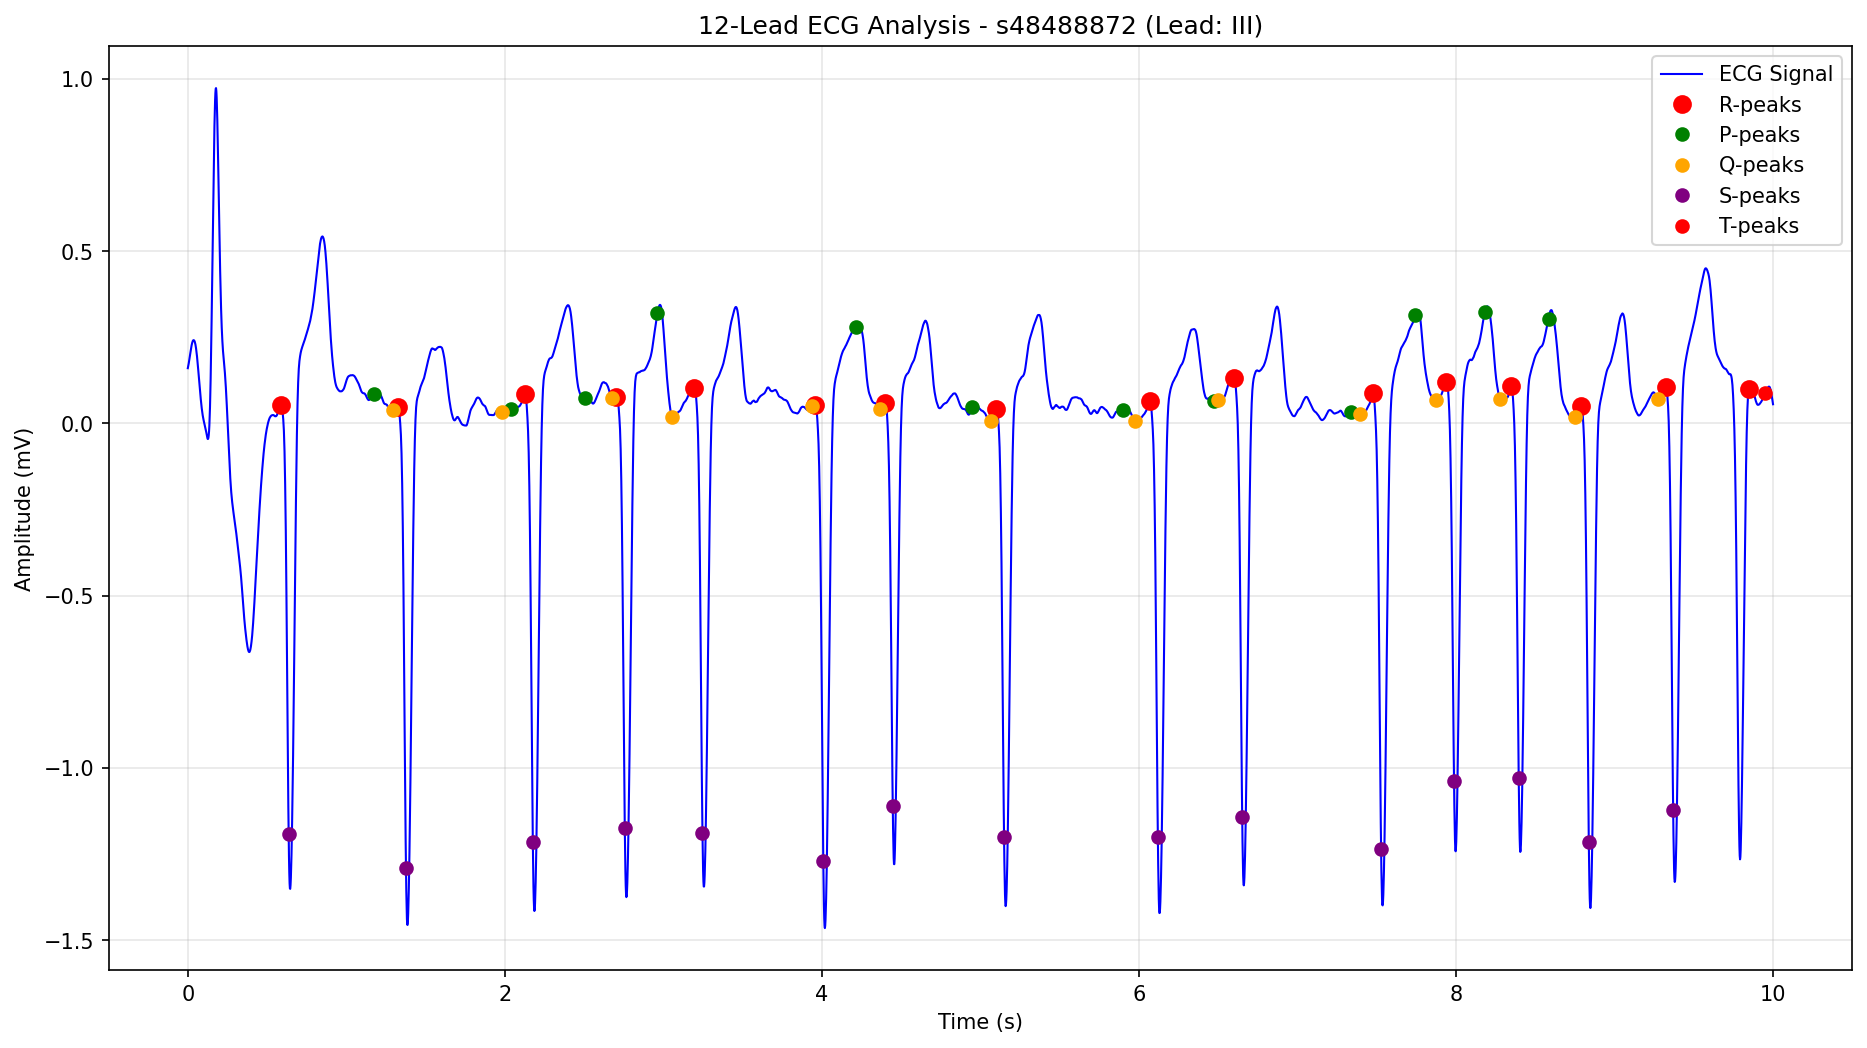 12-Lead ECG Analysis - s48488872 (Lead: III)
ECG Signal
R-peaks
P-peaks
Q-peaks
S-peaks
T-peaks
Amplitude (mV)
1.0
0.5
0.0
−0.5
−1.0
−1.5
0 2 4 6 8 10
Time (s)